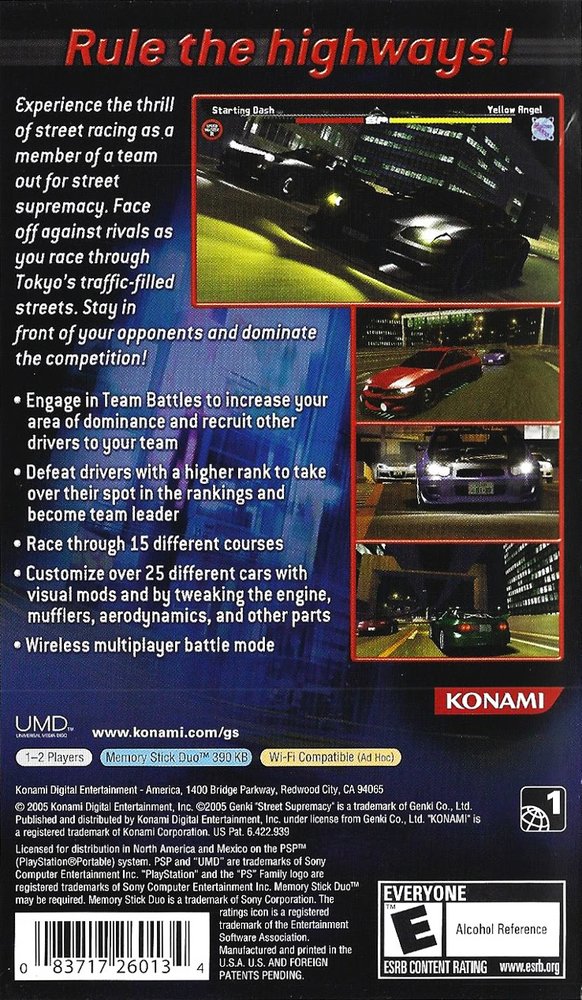 Rule the highways!
Experience the thrill
of street racing as a
member of a team
out for street
supremacy. Face
off against rivals as
you race through
Tokyo's traffic-filled
streets. Stay in
front of your opponents and dominate
the competition!
Starting Dash
SP
Yellow Angel
• Engage in Team Battles to increase your
area of dominance and recruit other
drivers to your team
• Defeat drivers with a higher rank to take
over their spot in the rankings and
become team leader
• Race through 15 different courses
• Customize over 25 different cars with
visual mods and by tweaking the engine,
mufflers, aerodynamics, and other parts
• Wireless multiplayer battle mode
KONAMI
UMD™
UNIVERSAL MEDIA DISC
www.konami.com/gs
1-2 Players
Memory Stick Duo™ 390 KB
Wi-Fi Compatible (Ad Hoc)
Konami Digital Entertainment - America, 1400 Bridge Parkway, Redwood City, CA 94065
© 2005 Konami Digital Entertainment, Inc. ©2005 Genki "Street Supremacy" is a trademark of Genki Co., Ltd.
Published and distributed by Konami Digital Entertainment, Inc. under license from Genki Co., Ltd. "KONAMI" is
a registered trademark of Konami Corporation. US Pat. 6.422.939
1
Licensed for distribution in North America and Mexico on the PSP™
(PlayStation®Portable) system. PSP and "UMD" are trademarks of Sony
Computer Entertainment Inc. "PlayStation" and the "PS" Family logo are
registered trademarks of Sony Computer Entertainment Inc. Memory Stick Duo™
may be required. Memory Stick Duo is a trademark of Sony Corporation. The
ratings icon is a registered
trademark of the Entertainment
Software Association.
Manufactured and printed in the
U.S.A. U.S. AND FOREIGN
PATENTS PENDING.
0 83717 26013 4
EVERYONE
E
™
Alcohol Reference
ESRB CONTENT RATING www.esrb.org